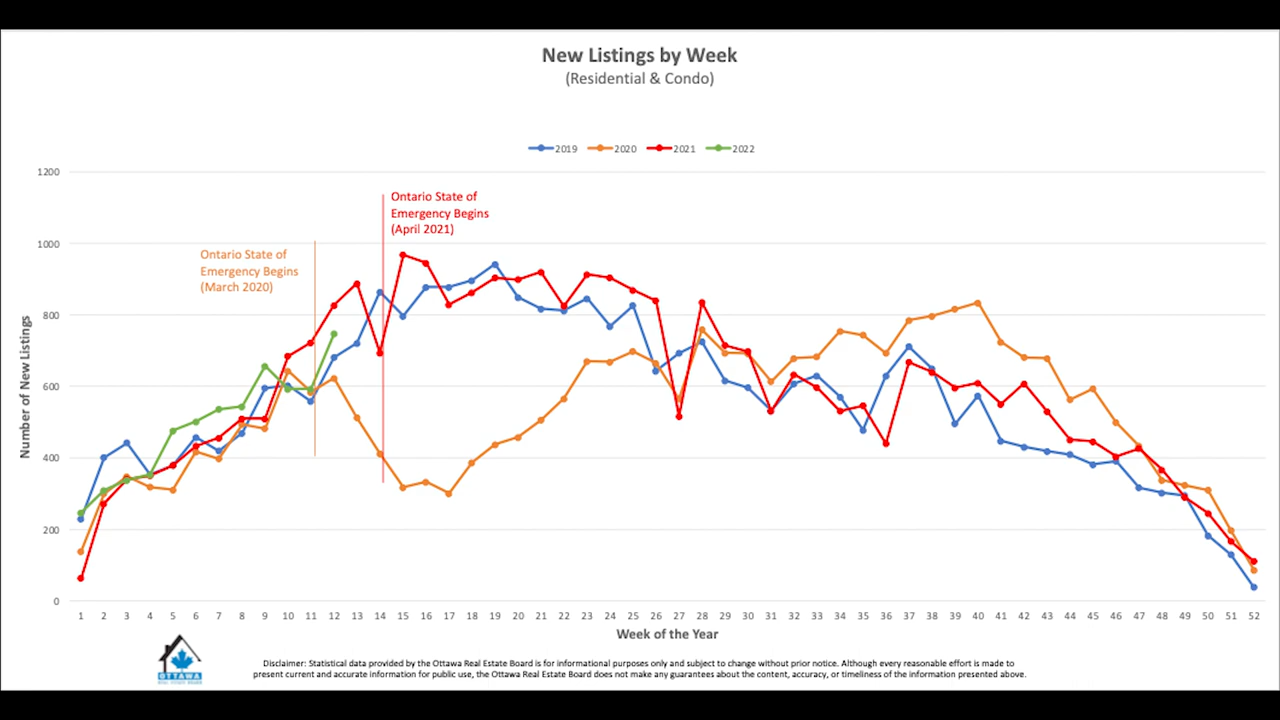 New Listings by Week
(Residential & Condo)
2019 2020 2021 2022
1200
1000
800
600
400
200
0
Ontario State of
Emergency Begins
(April 2021)
Ontario State of
Emergency Begins
(March 2020)
Number of New Listings
1 2 3 4 5 6 7 8 9 10 11 12 13 14 15 16 17 18 19 20 21 22 23 24 25 26 27 28 29 30 31 32 33 34 35 36 37 38 39 40 41 42 43 44 45 46 47 48 49 50 51 52
Week of the Year
OTTAWA
Disclaimer: Statistical data provided by the Ottawa Real Estate Board is for informational purposes only and subject to change without prior notice. Although every reasonable effort is made to
present current and accurate information for public use, the Ottawa Real Estate Board does not make any guarantees about the content, accuracy, or timeliness of the information presented above.